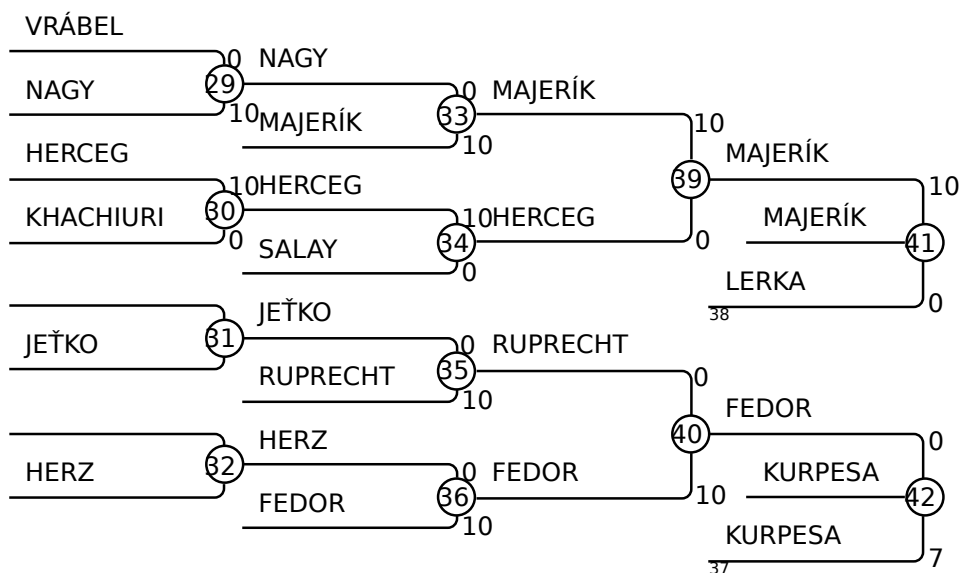 VRÁBEL
0
NAGY
29
NAGY
10
0
MAJERÍK
33
MAJERÍK
10
HERCEG
10
HERCEG
KHACHIURI
30
0
10
HERCEG
SALAY
34
0
10
MAJERÍK
39
0
10
MAJERÍK
41
LERKA
38
0
JEŤKO
31
JEŤKO
0
RUPRECHT
RUPRECHT
35
10
HERZ
32
HERZ
0
FEDOR
FEDOR
36
10
0
FEDOR
40
10
0
KURPESA
42
KURPESA
37
7